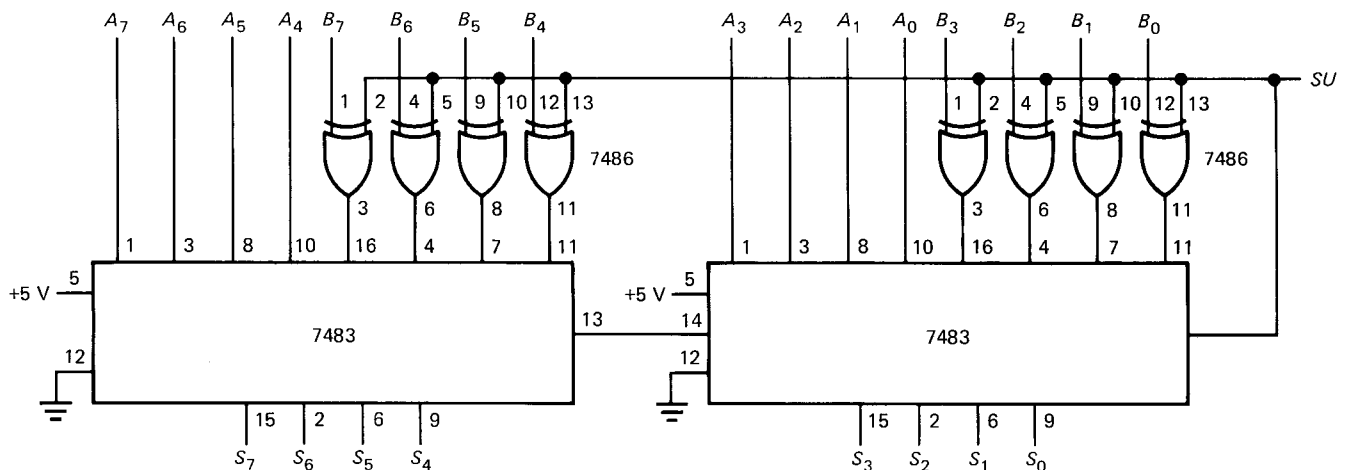 A7 A6 A5 A4 B7 B6 B5 B4 A3 A2 A1 A0 B3 B2 B1 B0
SU
1 2 4 5 9 10 12 13 1 2 4 5 9 10 12 13
7486 7486
3 6 8 11 3 6 8 11
1 3 8 10 16 4 7 11 1 3 8 10 16 4 7 11
+5 V 5 +5 V 5
7483 13 14 7483
12 12
15 2 6 9 15 2 6 9
S7 S6 S5 S4 S3 S2 S1 S0